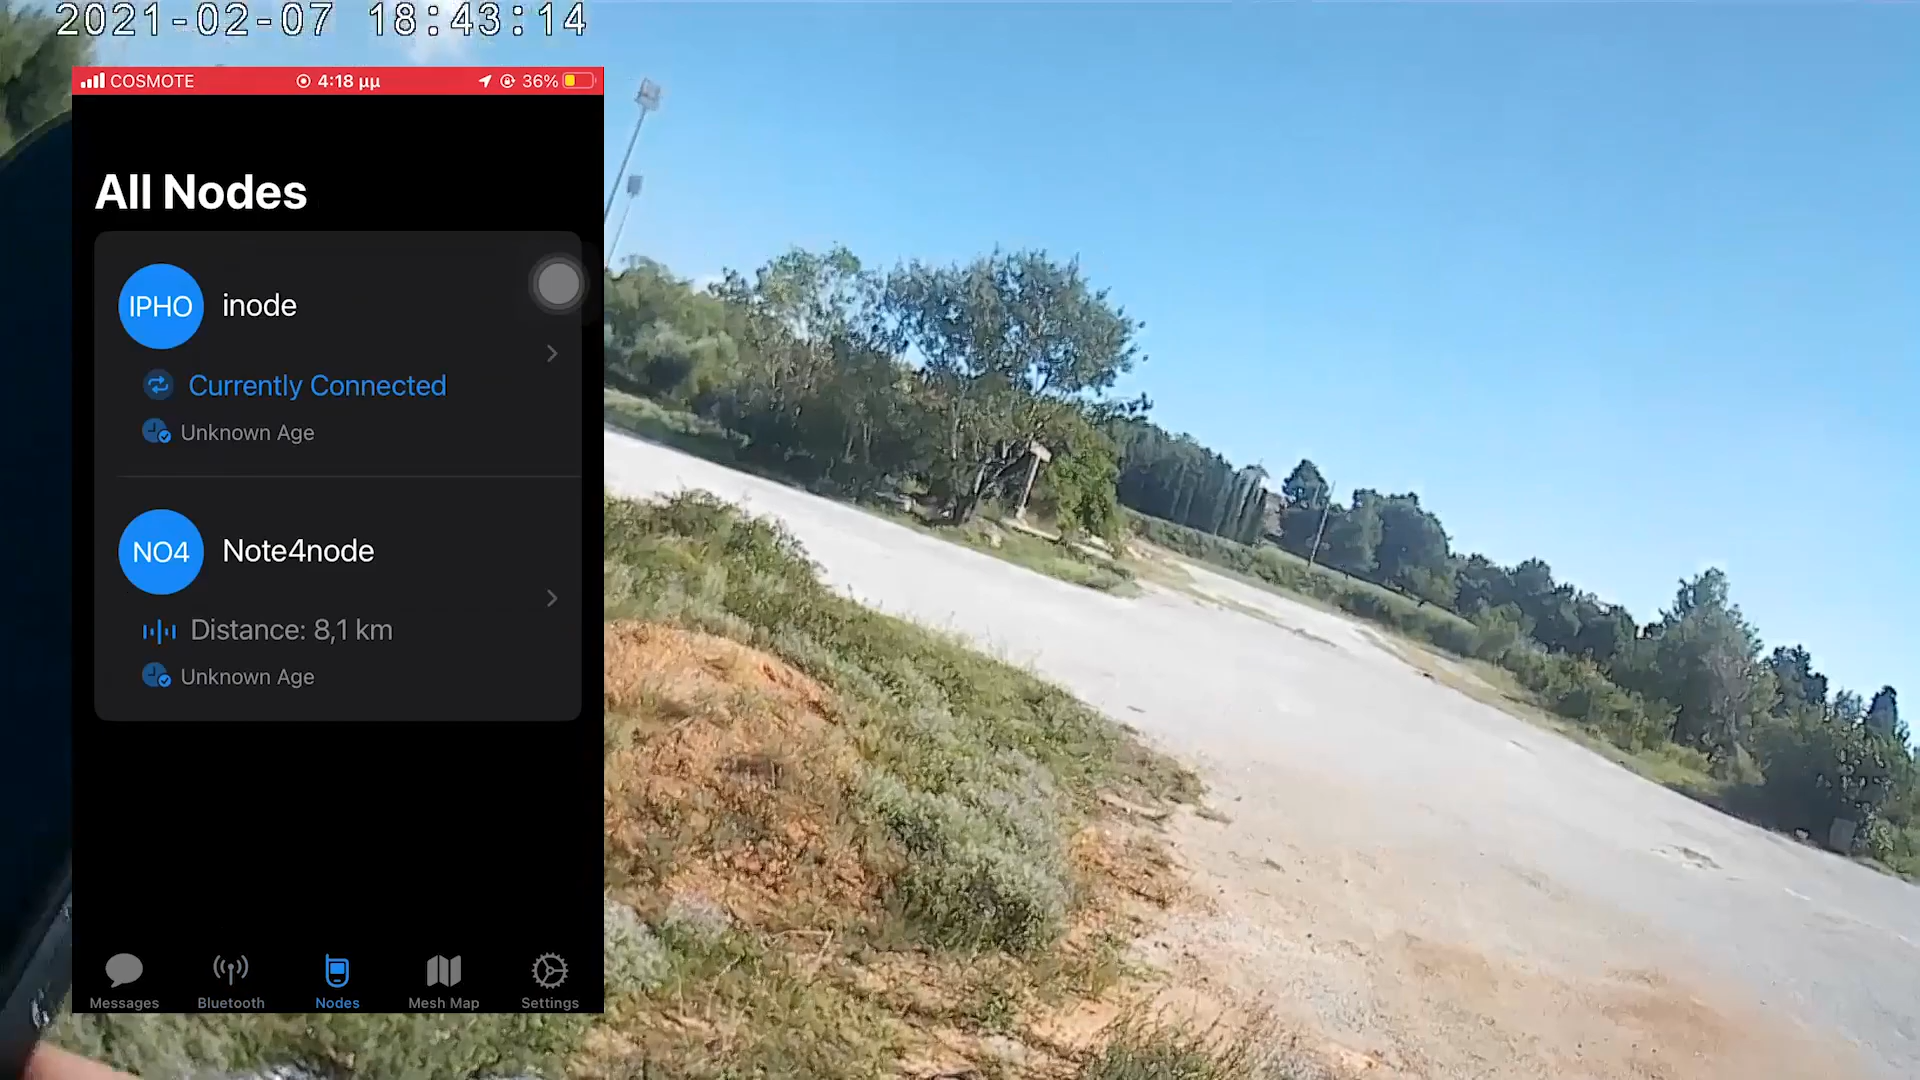 2021-02-07 18:43:14
COSMOTE 4:18 μμ 36%
All Nodes
IPHO inode
Currently Connected
Unknown Age
NO4 Note4node
Distance: 8,1 km
Unknown Age
Messages Bluetooth Nodes Mesh Map Settings